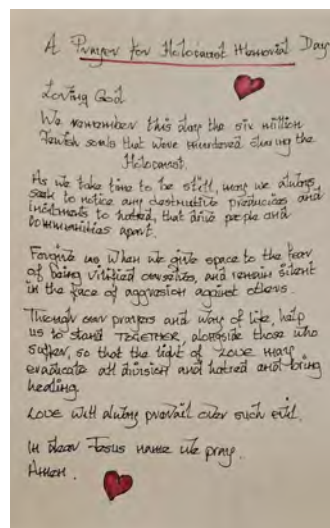 A Prayer for Holocaust Memorial Day
Loving God
We remember this day the six million
Jewish souls that were murdered during the
Holocaust.
As we take time to be still, may we always
seek to notice any destructive and
incitments to hatred, that drive people and
communities apart.
Forgive us when we give space to the fear
of being vilified ourselves, and remain silent
in the face of aggression against others.
Through our prayers and way of life, help
us to stand TOGETHER, alongside those who
suffer, so that the light of LOVE may
eradicate all division and hatred and bring
healing.
LOVE will always prevail over such evil.
In dear Jesus name we pray.
Amen.